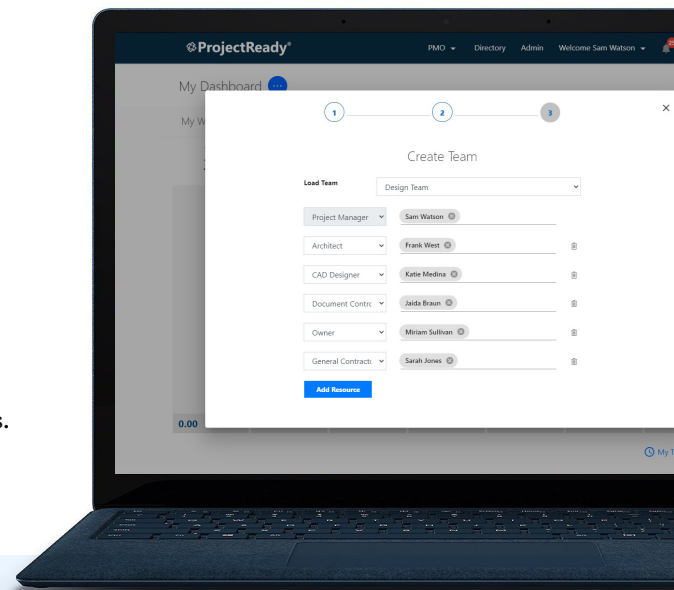 ProjectReady®
PMO Directory Admin Welcome Sam Watson
My Dashboard
My W
1 2 3
Create Team
Load Team Design Team
Project Manager Sam Watson
Architect Frank West
CAD Designer Katie Medina
Document Contrc Jaida Braun
Owner Miriam Sullivan
General Contractc Sarah Jones
Add Resource
s.
0.00
My T